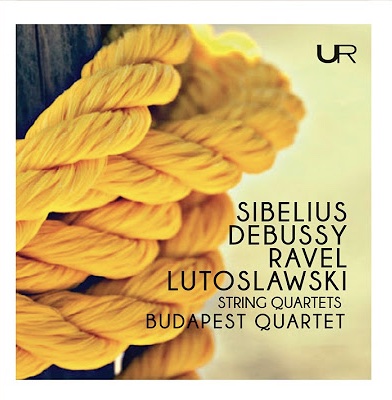 UR
SIBELIUS
DEBUSSY
RAVEL
LUTOSLAWSKI
STRING QUARTETS
BUDAPEST QUARTET